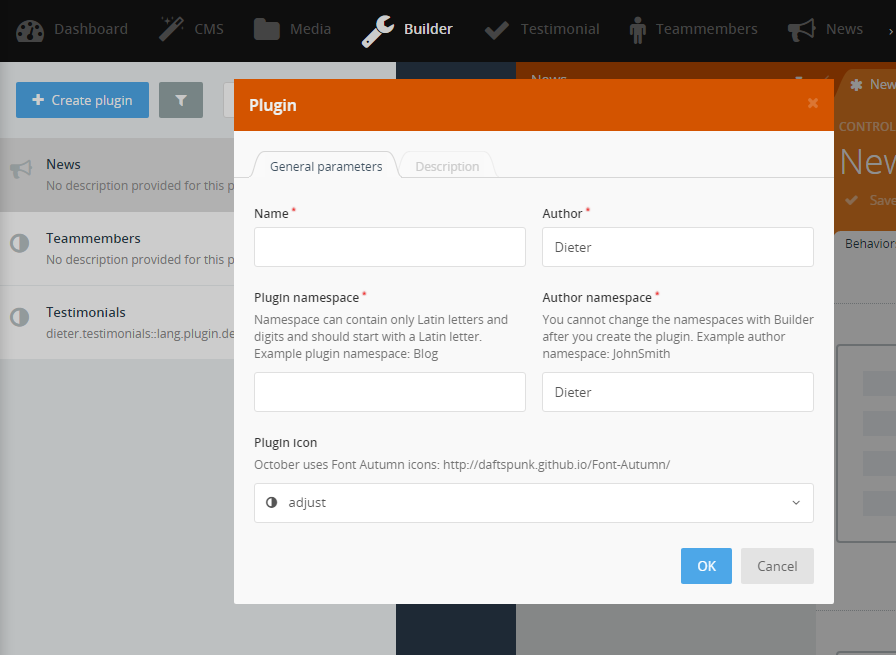 Dashboard CMS Media Builder Testimonial Teammembers News
News
Create plugin
Plugin
New
CONTROL
General parameters Description
New
News
No description provided for this p
Save
Name * Author *
Teammembers
Dieter
Behaviors
No description provided for this p
Plugin namespace * Author namespace *
Testimonials
Namespace can contain only Latin letters and
digits and should start with a Latin letter.
Example plugin namespace: Blog
You cannot change the namespaces with Builder
after you create the plugin. Example author
namespace: JohnSmith
dieter.testimonials::lang.plugin.de
Dieter
Plugin icon
October uses Font Autumn icons: http://daftspunk.github.io/Font-Autumn/
adjust
OK Cancel